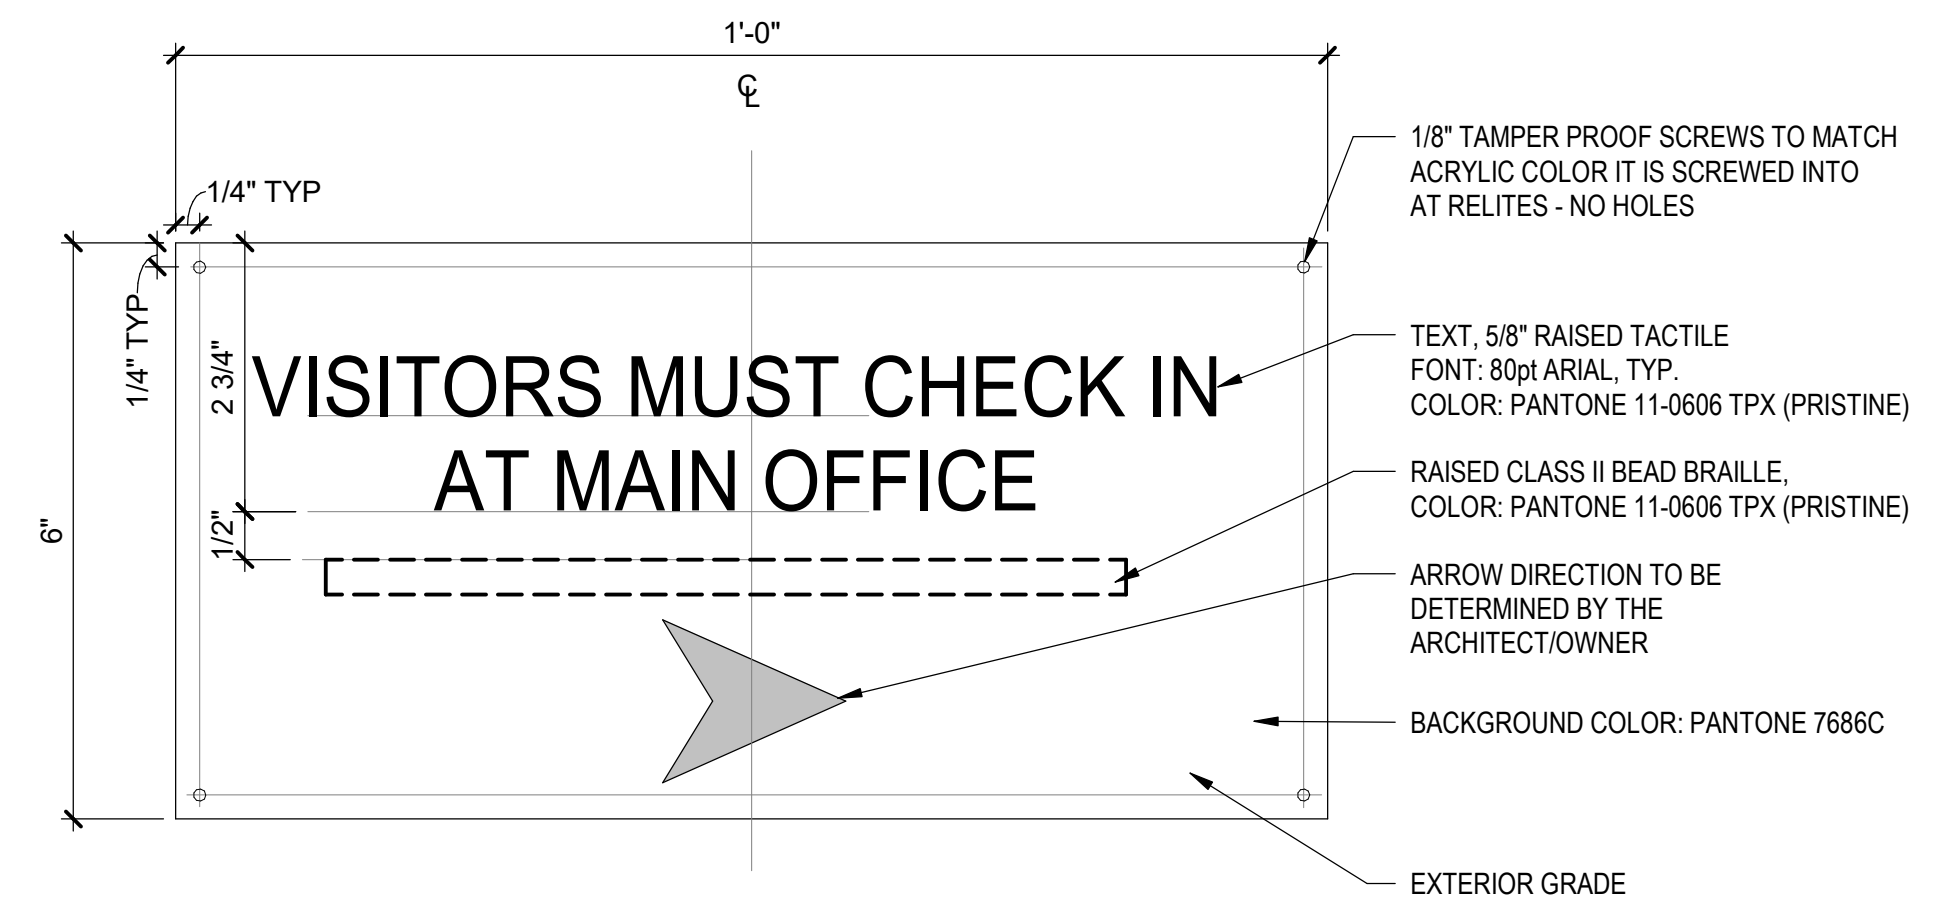 1'-0"
℄
1/4" TYP
1/4" TYP
2 3/4"
1/2"
6"
VISITORS MUST CHECK IN
AT MAIN OFFICE
1/8" TAMPER PROOF SCREWS TO MATCH
ACRYLIC COLOR IT IS SCREWED INTO
AT RELITES - NO HOLES
TEXT, 5/8" RAISED TACTILE
FONT: 80pt ARIAL, TYP.
COLOR: PANTONE 11-0606 TPX (PRISTINE)
RAISED CLASS II BEAD BRAILLE,
COLOR: PANTONE 11-0606 TPX (PRISTINE)
ARROW DIRECTION TO BE
DETERMINED BY THE
ARCHITECT/OWNER
BACKGROUND COLOR: PANTONE 7686C
EXTERIOR GRADE